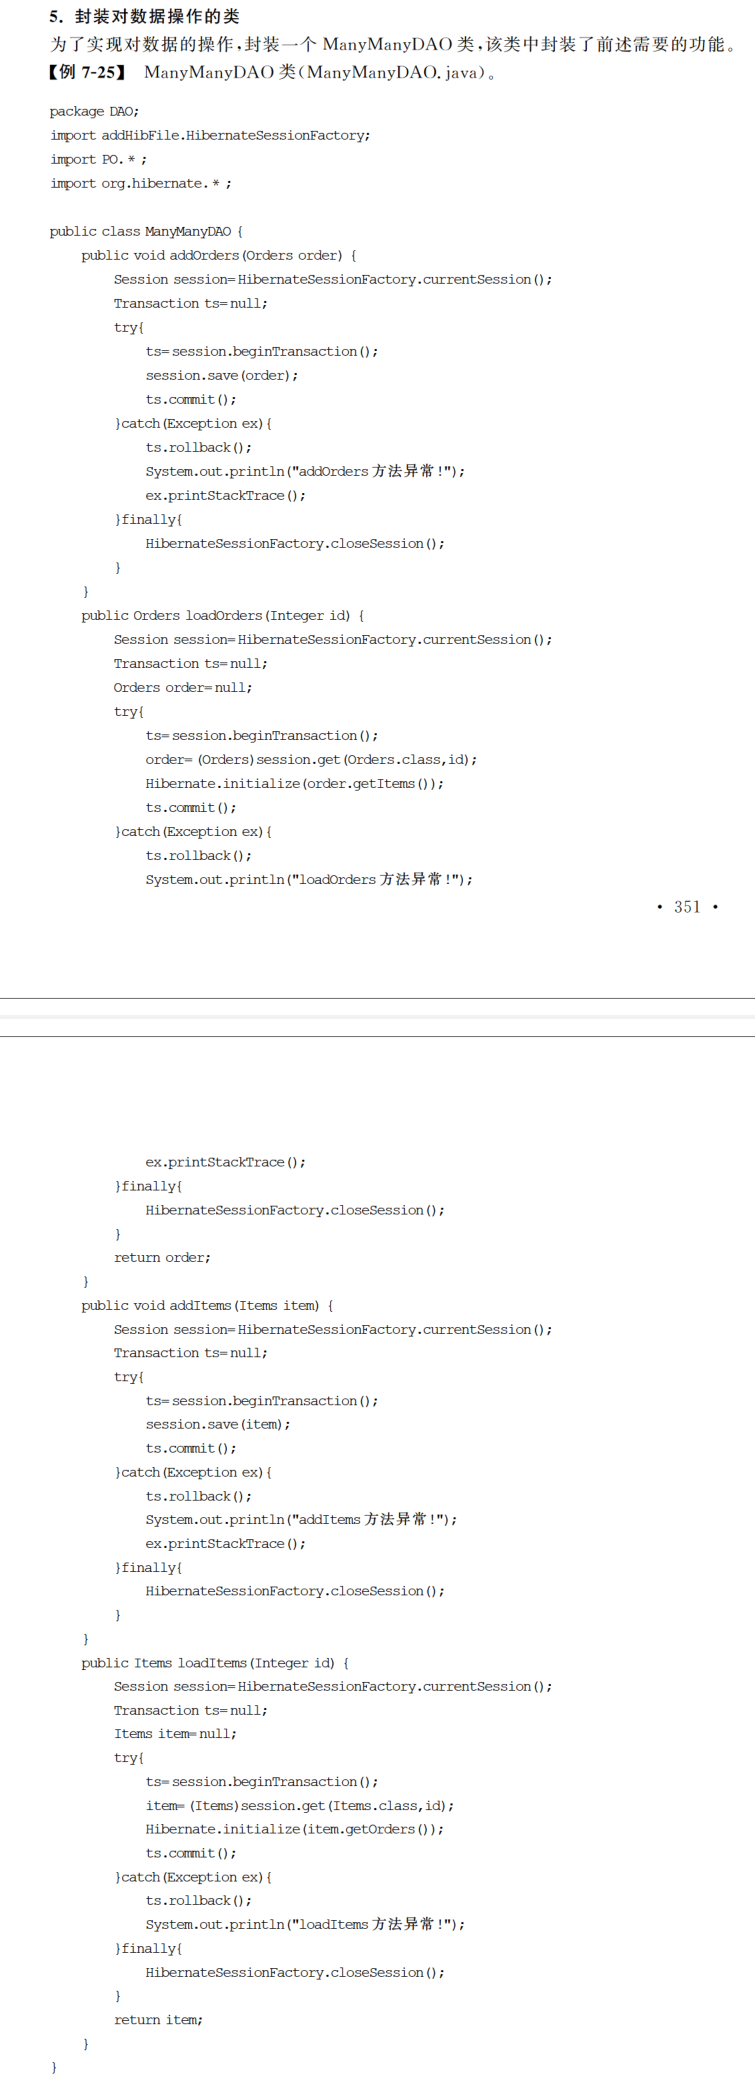 5. 封装对数据操作的类
为了实现对数据的操作,封装一个 ManyManyDAO 类,该类中封装了前述需要的功能。
【例 7-25】 ManyManyDAO 类(ManyManyDAO.java)。
package DAO;
import addHibFile.HibernateSessionFactory;
import PO.*;
import org.hibernate.*;
public class ManyManyDAO {
    public void addOrders(Orders order) {
        Session session=HibernateSessionFactory.currentSession();
        Transaction ts=null;
        try{
            ts=session.beginTransaction();
            session.save(order);
            ts.commit();
        }catch(Exception ex){
            ts.rollback();
            System.out.println("addOrders 方法异常!");
            ex.printStackTrace();
        }finally{
            HibernateSessionFactory.closeSession();
        }
    }
    public Orders loadOrders(Integer id) {
        Session session=HibernateSessionFactory.currentSession();
        Transaction ts=null;
        Orders order=null;
        try{
            ts=session.beginTransaction();
            order=(Orders)session.get(Orders.class,id);
            Hibernate.initialize(order.getItems());
            ts.commit();
        }catch(Exception ex){
            ts.rollback();
            System.out.println("loadOrders 方法异常!");
• 351 •
            ex.printStackTrace();
        }finally{
            HibernateSessionFactory.closeSession();
        }
        return order;
    }
    public void addItems(Items item) {
        Session session=HibernateSessionFactory.currentSession();
        Transaction ts=null;
        try{
            ts=session.beginTransaction();
            session.save(item);
            ts.commit();
        }catch(Exception ex){
            ts.rollback();
            System.out.println("addItems 方法异常!");
            ex.printStackTrace();
        }finally{
            HibernateSessionFactory.closeSession();
        }
    }
    public Items loadItems(Integer id) {
        Session session=HibernateSessionFactory.currentSession();
        Transaction ts=null;
        Items item=null;
        try{
            ts=session.beginTransaction();
            item=(Items)session.get(Items.class,id);
            Hibernate.initialize(item.getOrders());
            ts.commit();
        }catch(Exception ex){
            ts.rollback();
            System.out.println("loadItems 方法异常!");
        }finally{
            HibernateSessionFactory.closeSession();
        }
        return item;
    }
}